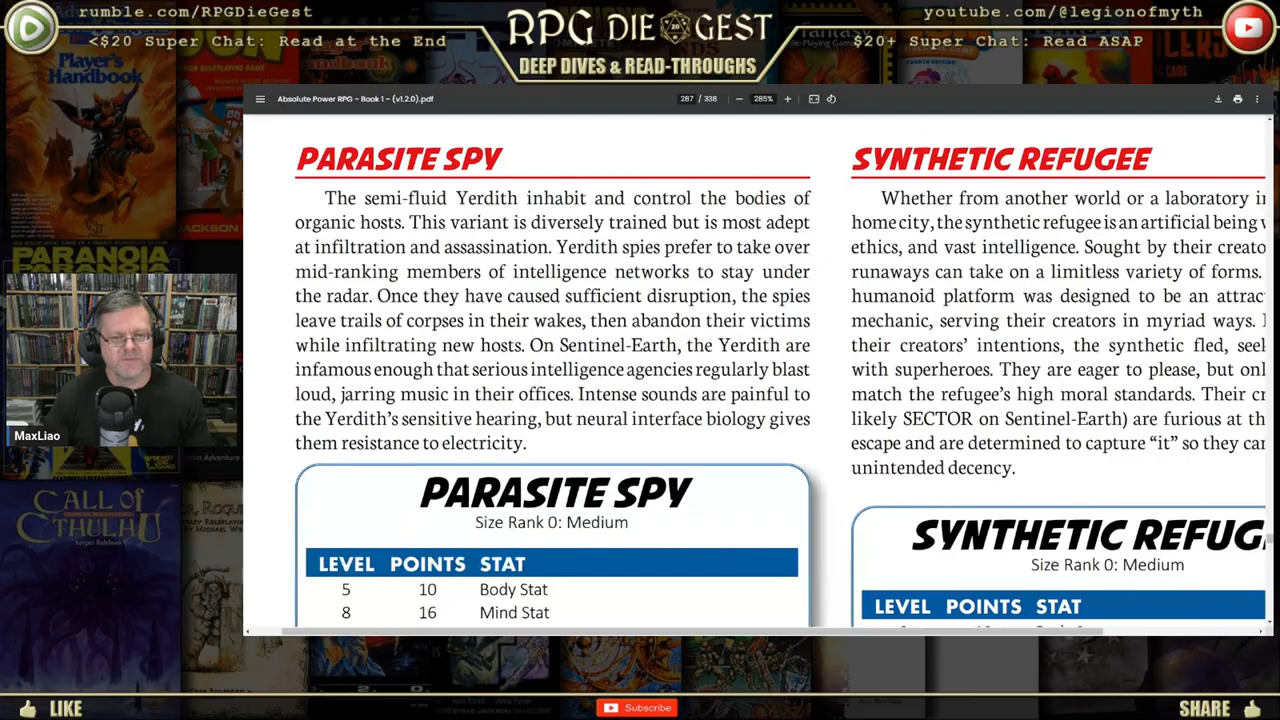 rumble.com/RPGDieGest
<$20 Super Chat: Read at the End
RPG DIE GEST
DEEP DIVES & READ-THROUGHS
youtube.com/@legionofmyth
$20+ Super Chat: Read ASAP
Player's
Handbook
PARANOIA
JACKSON
MaxLiao
CALL OF
CTHULHU
Absolute Power RPG - Book 1 - (v1.2.0).pdf
287 / 338
285%
PARASITE SPY
The semi-fluid Yerdith inhabit and control the bodies of
organic hosts. This variant is diversely trained but is most adept
at infiltration and assassination. Yerdith spies prefer to take over
mid-ranking members of intelligence networks to stay under
the radar. Once they have caused sufficient disruption, the spies
leave trails of corpses in their wakes, then abandon their victims
while infiltrating new hosts. On Sentinel-Earth, the Yerdith are
infamous enough that serious intelligence agencies regularly blast
loud, jarring music in their offices. Intense sounds are painful to
the Yerdith's sensitive hearing, but neural interface biology gives
them resistance to electricity.
PARASITE SPY
Size Rank 0: Medium
LEVEL POINTS STAT
5 10 Body Stat
8 16 Mind Stat
SYNTHETIC REFUGEE
Whether from another world or a laboratory in
home city, the synthetic refugee is an artificial being
ethics, and vast intelligence. Sought by their creato
runaways can take on a limitless variety of forms.
humanoid platform was designed to be an attrac
mechanic, serving their creators in myriad ways.
their creators' intentions, the synthetic fled, seek
with superheroes. They are eager to please, but onl
match the refugee's high moral standards. Their cr
likely SECTOR on Sentinel-Earth) are furious at th
escape and are determined to capture "it" so they can
unintended decency.
SYNTHETIC REFUG
Size Rank 0: Medium
LEVEL POINTS STAT
LIKE
Subscribe
SHARE